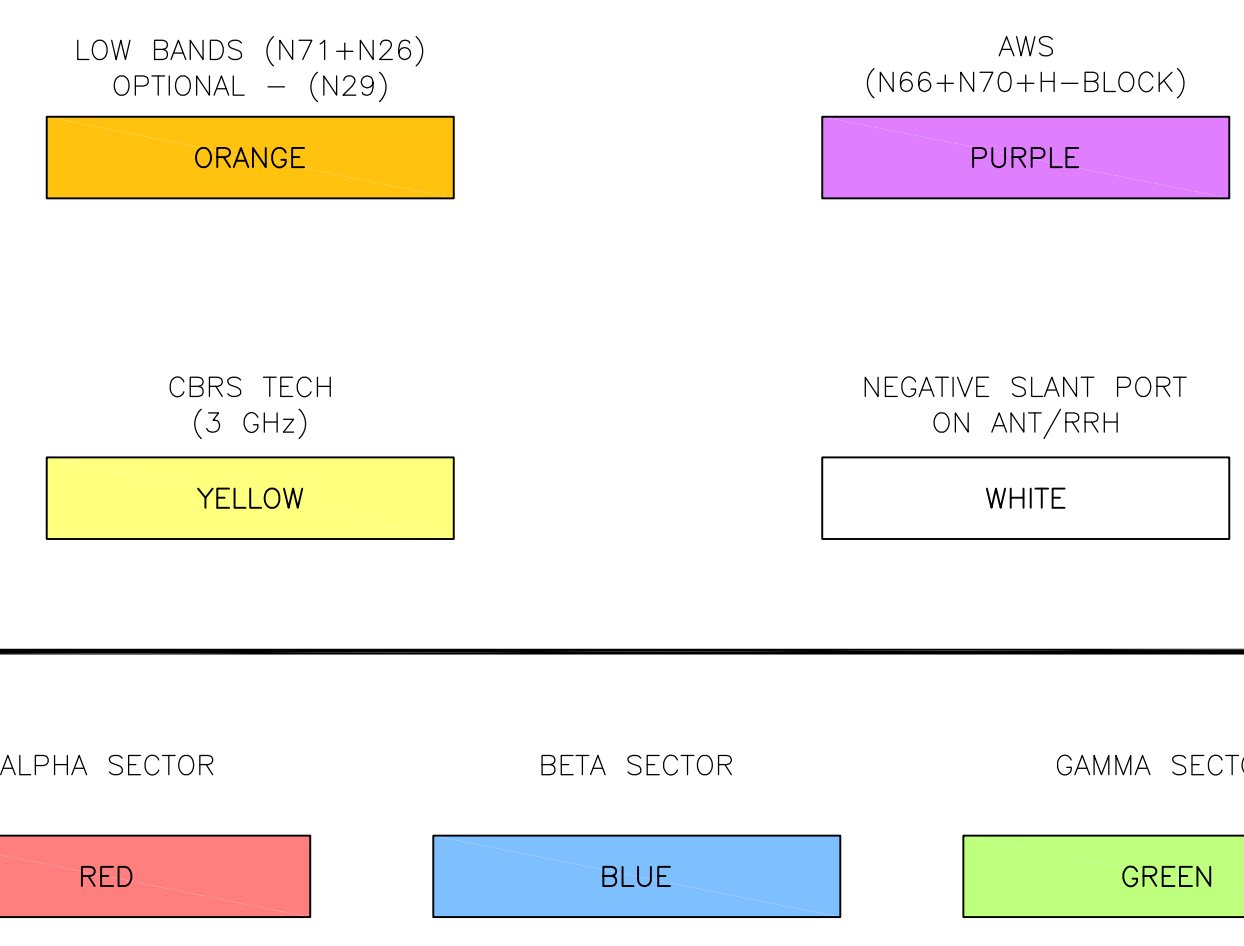 LOW BANDS (N71+N26)
OPTIONAL – (N29)
ORANGE
AWS
(N66+N70+H–BLOCK)
PURPLE
CBRS TECH
(3 GHz)
YELLOW
NEGATIVE SLANT PORT
ON ANT/RRH
WHITE
ALPHA SECTOR
RED
BETA SECTOR
BLUE
GAMMA
GREEN